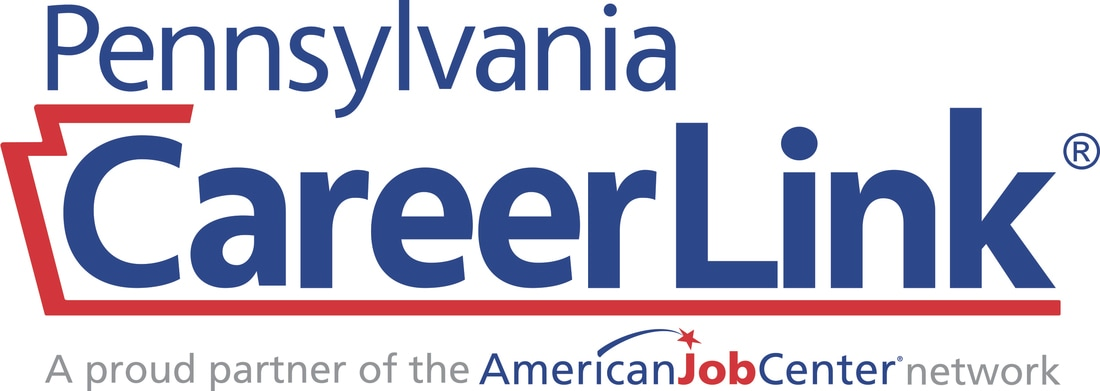 Pennsylvania
CareerLink®
A proud partner of the AmericanJobCenter® network